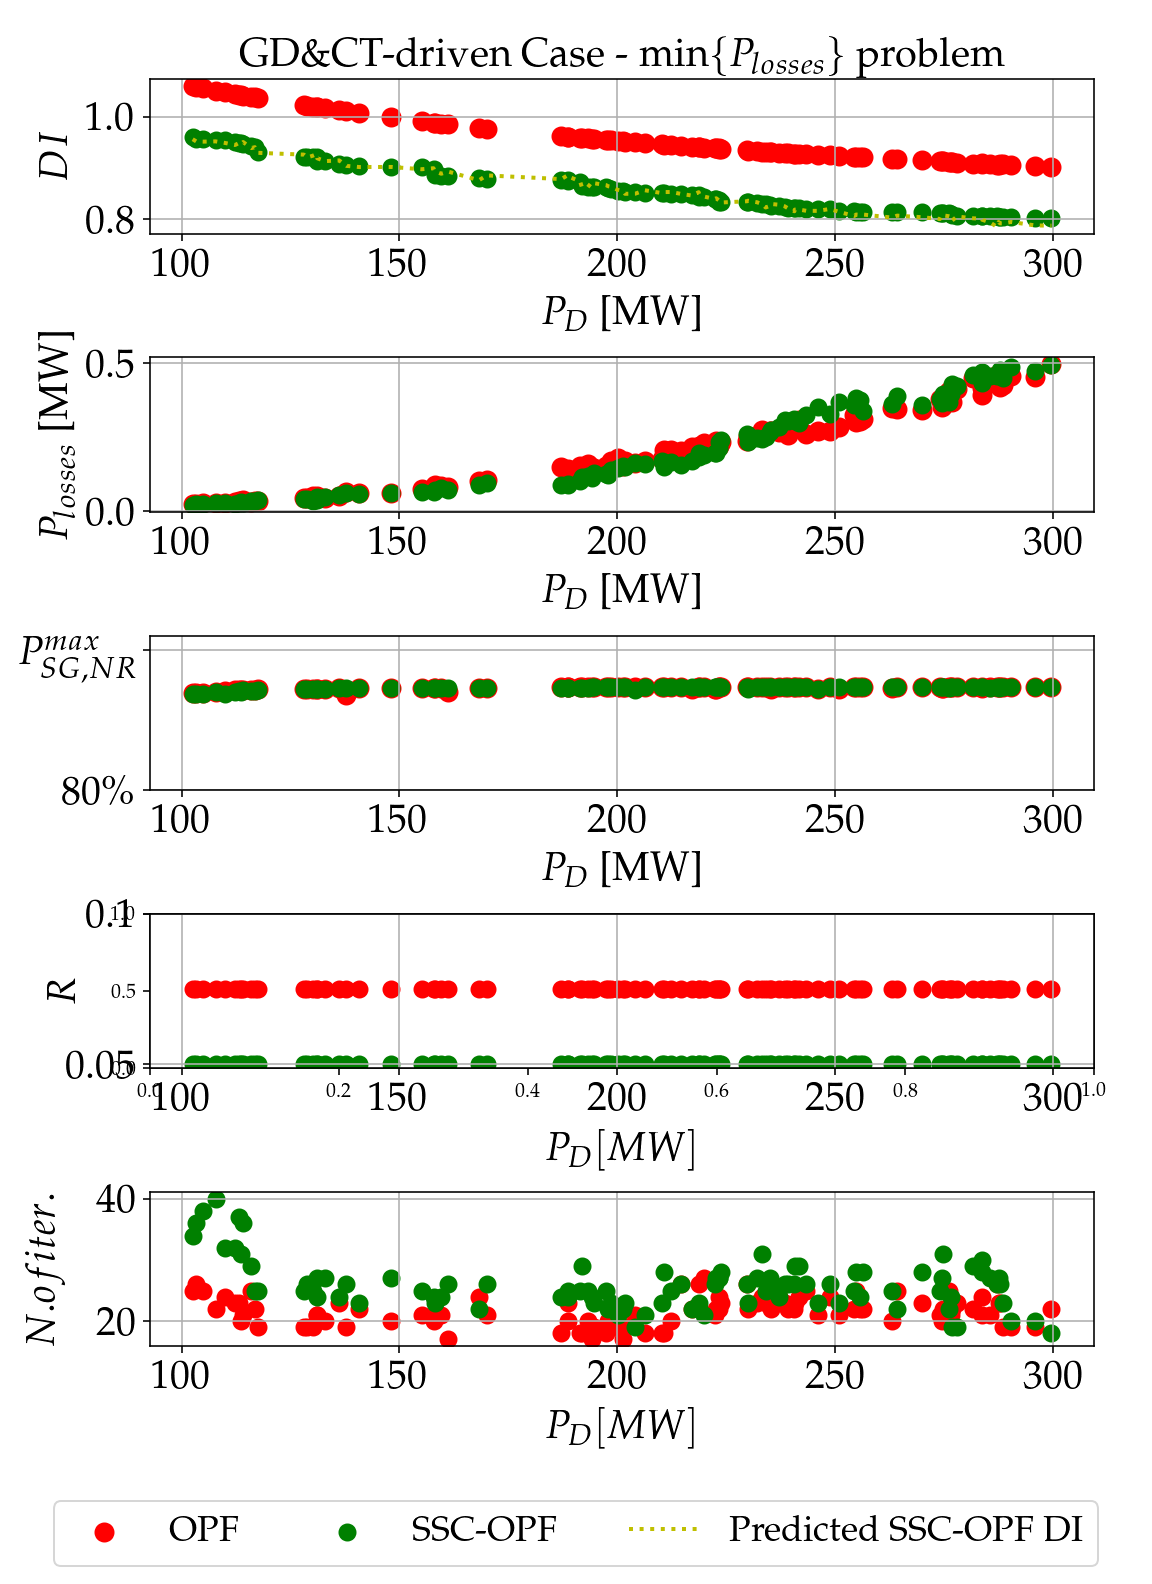 GD&CT-driven Case - min{P_losses} problem
1.0
0.8
DI
100 150 200 250 300
P_D [MW]
0.5
0.0
P_losses [MW]
100 150 200 250 300
P_D [MW]
P^max_SG,NR
80%
100 150 200 250 300
P_D [MW]
0.1
0.05
R
1.0
0.5
0.0
0.0 0.2 0.4 0.6 0.8 1.0
100 150 200 250 300
P_D[MW]
40
20
N.ofiter.
100 150 200 250 300
P_D[MW]
OPF SSC-OPF Predicted SSC-OPF DI